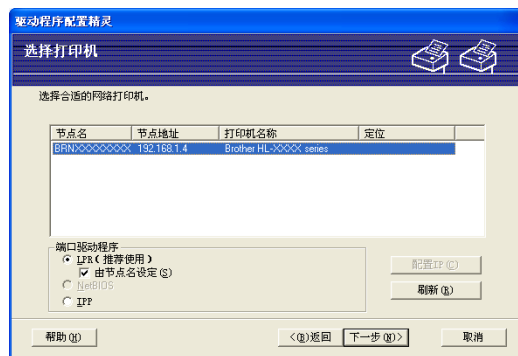 驱动程序配置精灵
选择打印机
选择合适的网络打印机。
节点名 节点地址 打印机名称 定位
BRNXXXXXXXX 192.168.1.4 Brother HL-XXXX series
端口驱动程序
LPR(推荐使用)
由节点名设定(S)
NetBIOS
IPP
配置IP(C)
刷新(R)
帮助(H) <(B)返回 下一步(N)> 取消